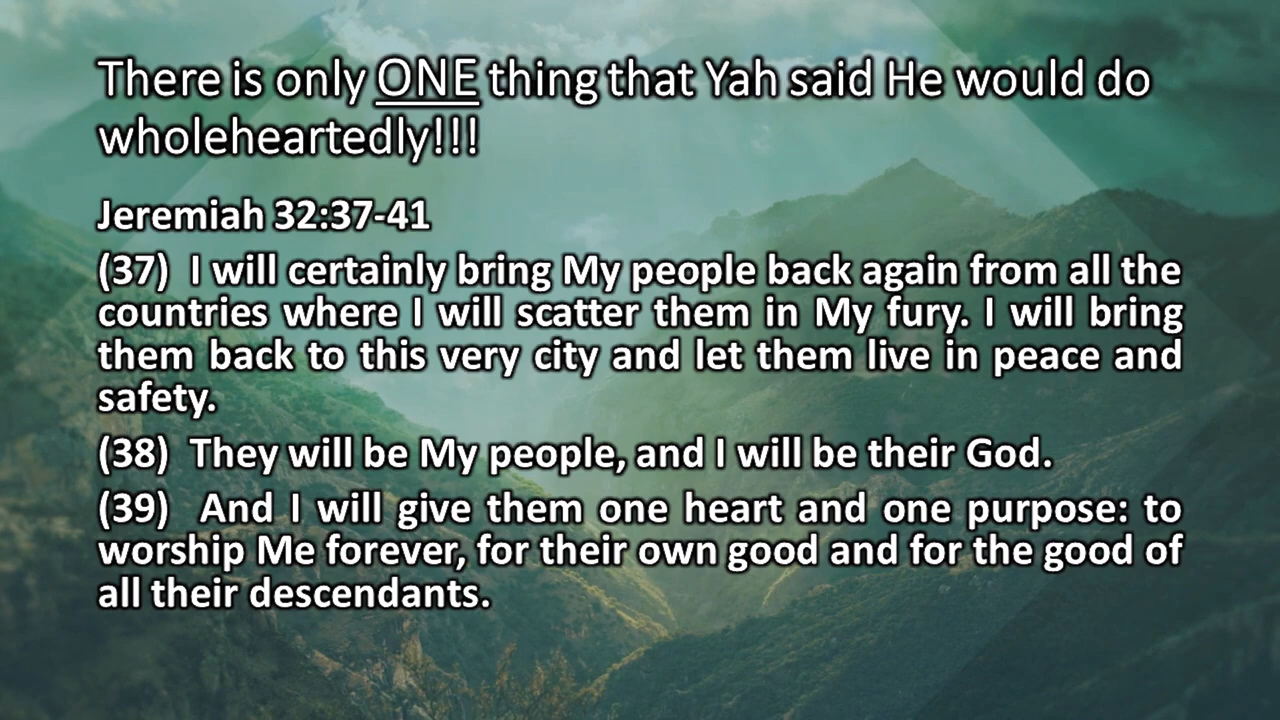 There is only ONE thing that Yah said He would do
wholeheartedly!!!
Jeremiah 32:37-41
(37) I will certainly bring My people back again from all the
countries where I will scatter them in My fury. I will bring
them back to this very city and let them live in peace and
safety.
(38) They will be My people, and I will be their God.
(39) And I will give them one heart and one purpose: to
worship Me forever, for their own good and for the good of
all their descendants.